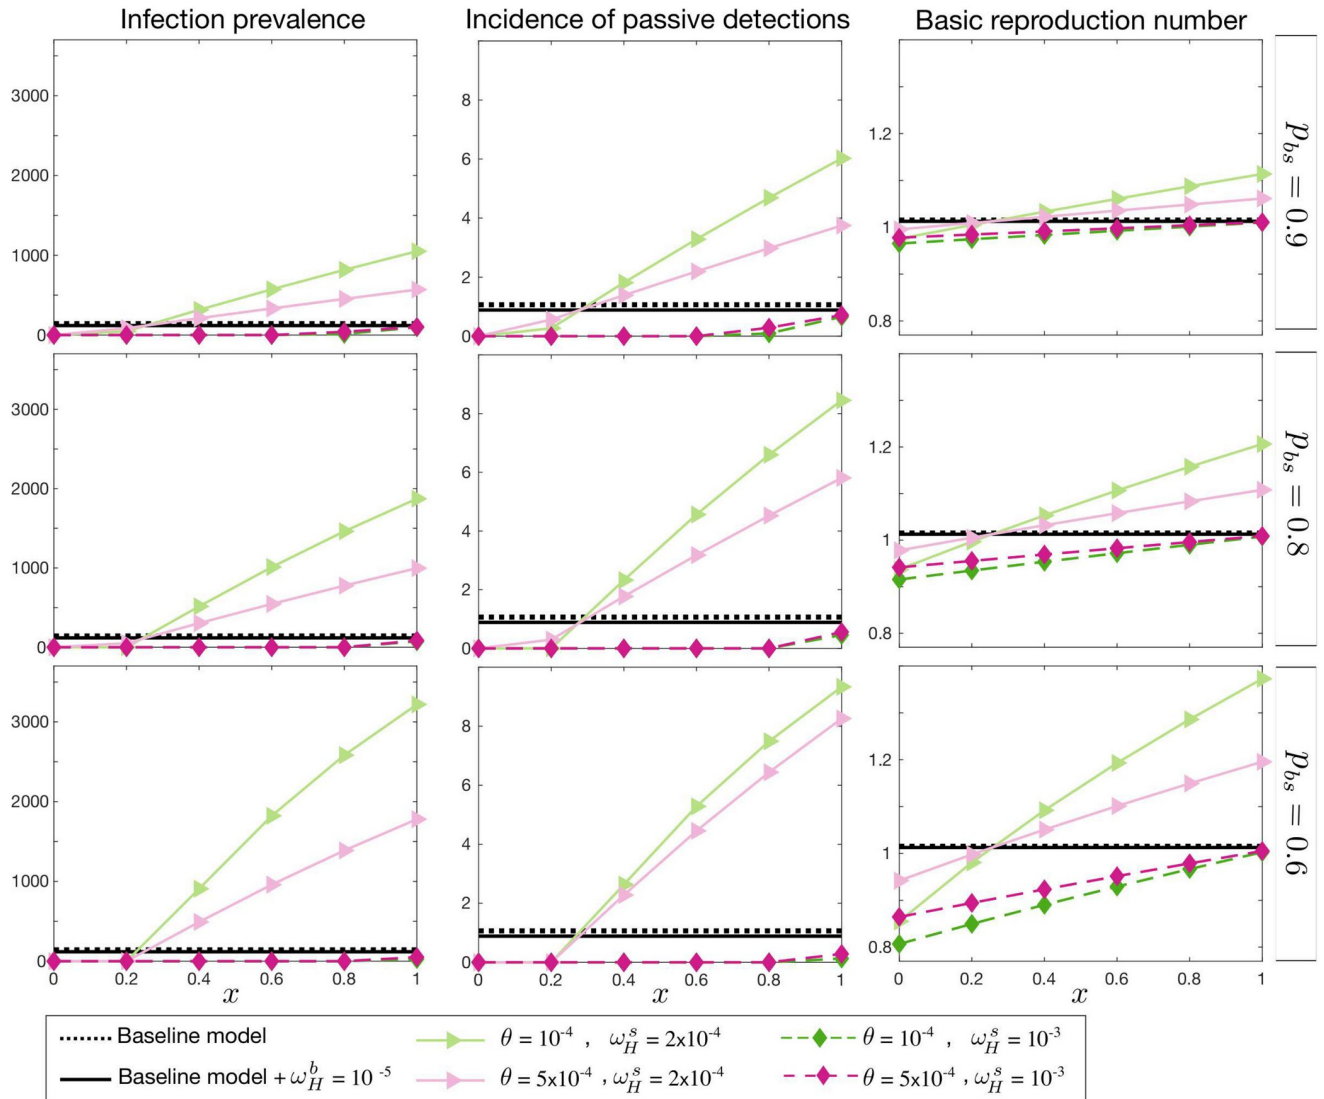 Infection prevalence
Incidence of passive detections
Basic reproduction number
3000
2000
1000
0
8
6
4
2
0
1.2
1
0.8
p_{bs} = 0.9
3000
2000
1000
0
8
6
4
2
0
1.2
1
0.8
p_{bs} = 0.8
3000
2000
1000
0
8
6
4
2
0
1.2
1
0.8
p_{bs} = 0.6
0 0.2 0.4 0.6 0.8 1
0 0.2 0.4 0.6 0.8 1
0 0.2 0.4 0.6 0.8 1
x
x
x
Baseline model
θ = 10^{-4} , ω_H^s = 2x10^{-4}
θ = 10^{-4} , ω_H^s = 10^{-3}
Baseline model + ω_H^b = 10^{-5}
θ = 5x10^{-4} , ω_H^s = 2x10^{-4}
θ = 5x10^{-4} , ω_H^s = 10^{-3}